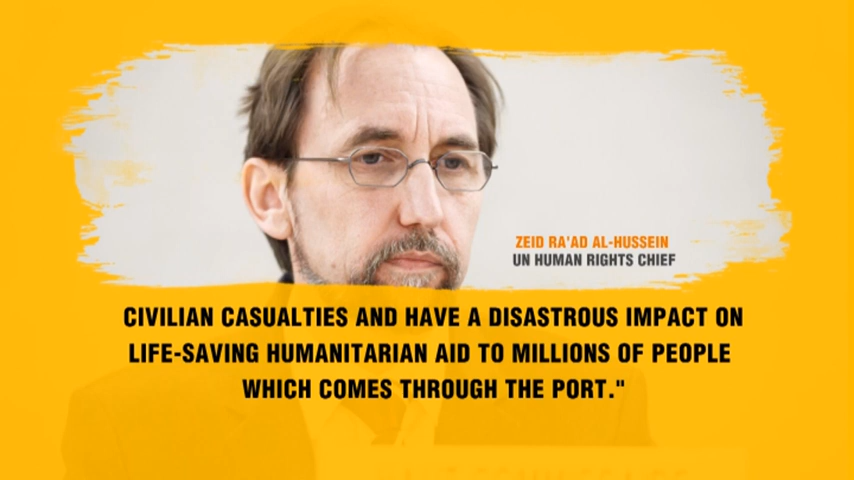 ZEID RA'AD AL-HUSSEIN
UN HUMAN RIGHTS CHIEF
CIVILIAN CASUALTIES AND HAVE A DISASTROUS IMPACT ON
LIFE-SAVING HUMANITARIAN AID TO MILLIONS OF PEOPLE
WHICH COMES THROUGH THE PORT."